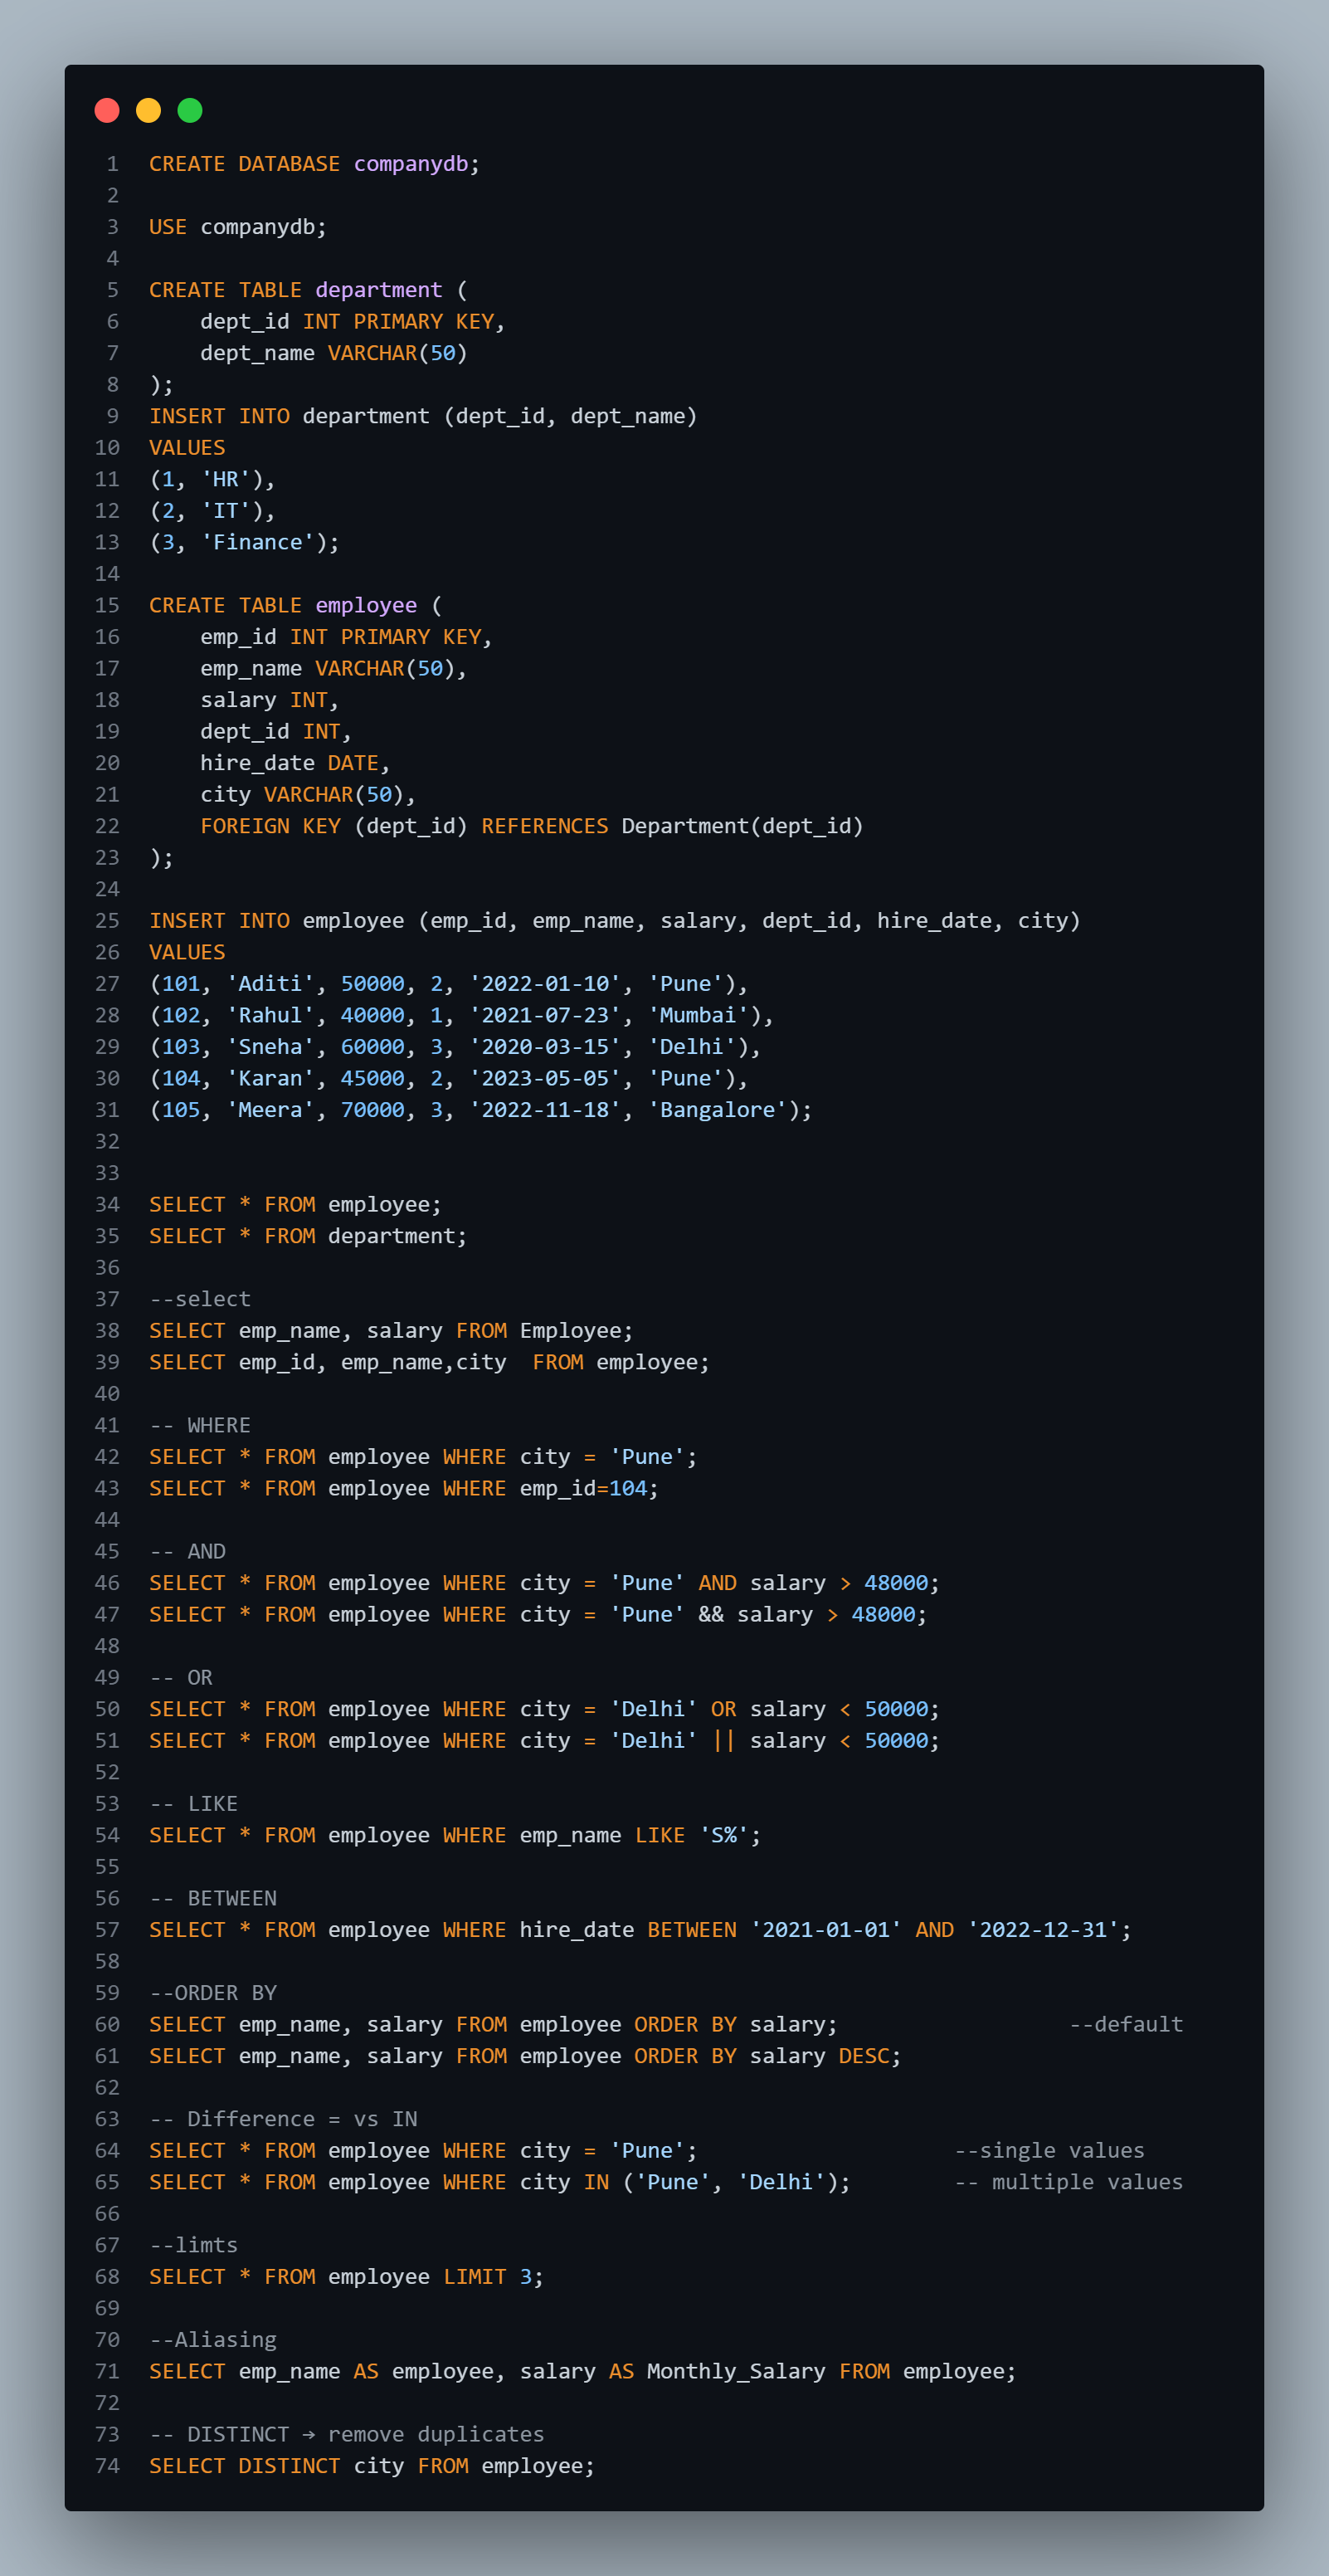 1 CREATE DATABASE companydb;
2
3 USE companydb;
4
5 CREATE TABLE department (
6     dept_id INT PRIMARY KEY,
7     dept_name VARCHAR(50)
8 );
9 INSERT INTO department (dept_id, dept_name)
10 VALUES
11 (1, 'HR'),
12 (2, 'IT'),
13 (3, 'Finance');
14
15 CREATE TABLE employee (
16     emp_id INT PRIMARY KEY,
17     emp_name VARCHAR(50),
18     salary INT,
19     dept_id INT,
20     hire_date DATE,
21     city VARCHAR(50),
22     FOREIGN KEY (dept_id) REFERENCES Department(dept_id)
23 );
24
25 INSERT INTO employee (emp_id, emp_name, salary, dept_id, hire_date, city)
26 VALUES
27 (101, 'Aditi', 50000, 2, '2022-01-10', 'Pune'),
28 (102, 'Rahul', 40000, 1, '2021-07-23', 'Mumbai'),
29 (103, 'Sneha', 60000, 3, '2020-03-15', 'Delhi'),
30 (104, 'Karan', 45000, 2, '2023-05-05', 'Pune'),
31 (105, 'Meera', 70000, 3, '2022-11-18', 'Bangalore');
32
33
34 SELECT * FROM employee;
35 SELECT * FROM department;
36
37 --select
38 SELECT emp_name, salary FROM Employee;
39 SELECT emp_id, emp_name,city  FROM employee;
40
41 -- WHERE
42 SELECT * FROM employee WHERE city = 'Pune';
43 SELECT * FROM employee WHERE emp_id=104;
44
45 -- AND
46 SELECT * FROM employee WHERE city = 'Pune' AND salary > 48000;
47 SELECT * FROM employee WHERE city = 'Pune' && salary > 48000;
48
49 -- OR
50 SELECT * FROM employee WHERE city = 'Delhi' OR salary < 50000;
51 SELECT * FROM employee WHERE city = 'Delhi' || salary < 50000;
52
53 -- LIKE
54 SELECT * FROM employee WHERE emp_name LIKE 'S%';
55
56 -- BETWEEN
57 SELECT * FROM employee WHERE hire_date BETWEEN '2021-01-01' AND '2022-12-31';
58
59 --ORDER BY
60 SELECT emp_name, salary FROM employee ORDER BY salary;                  --default
61 SELECT emp_name, salary FROM employee ORDER BY salary DESC;
62
63 -- Difference = vs IN
64 SELECT * FROM employee WHERE city = 'Pune';                    --single values
65 SELECT * FROM employee WHERE city IN ('Pune', 'Delhi');        -- multiple values
66
67 --limts
68 SELECT * FROM employee LIMIT 3;
69
70 --Aliasing
71 SELECT emp_name AS employee, salary AS Monthly_Salary FROM employee;
72
73 -- DISTINCT → remove duplicates
74 SELECT DISTINCT city FROM employee;